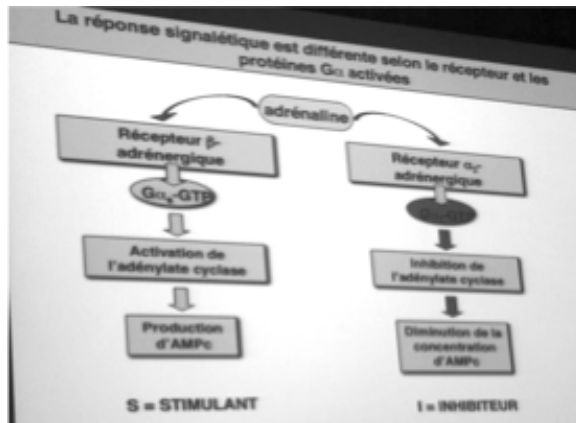 La réponse signalétique est différente selon le récepteur et les
protéines Gα activées
adrénaline
Récepteur β-
adrénergique
Gαs-GTP
Activation de
l'adénylate cyclase
Production
d'AMPc
S = STIMULANT
Récepteur
adrénergique
Inhibition de
l'adénylate cyclase
Diminution de la
concentration
d'AMPc
I = INHIBITEUR